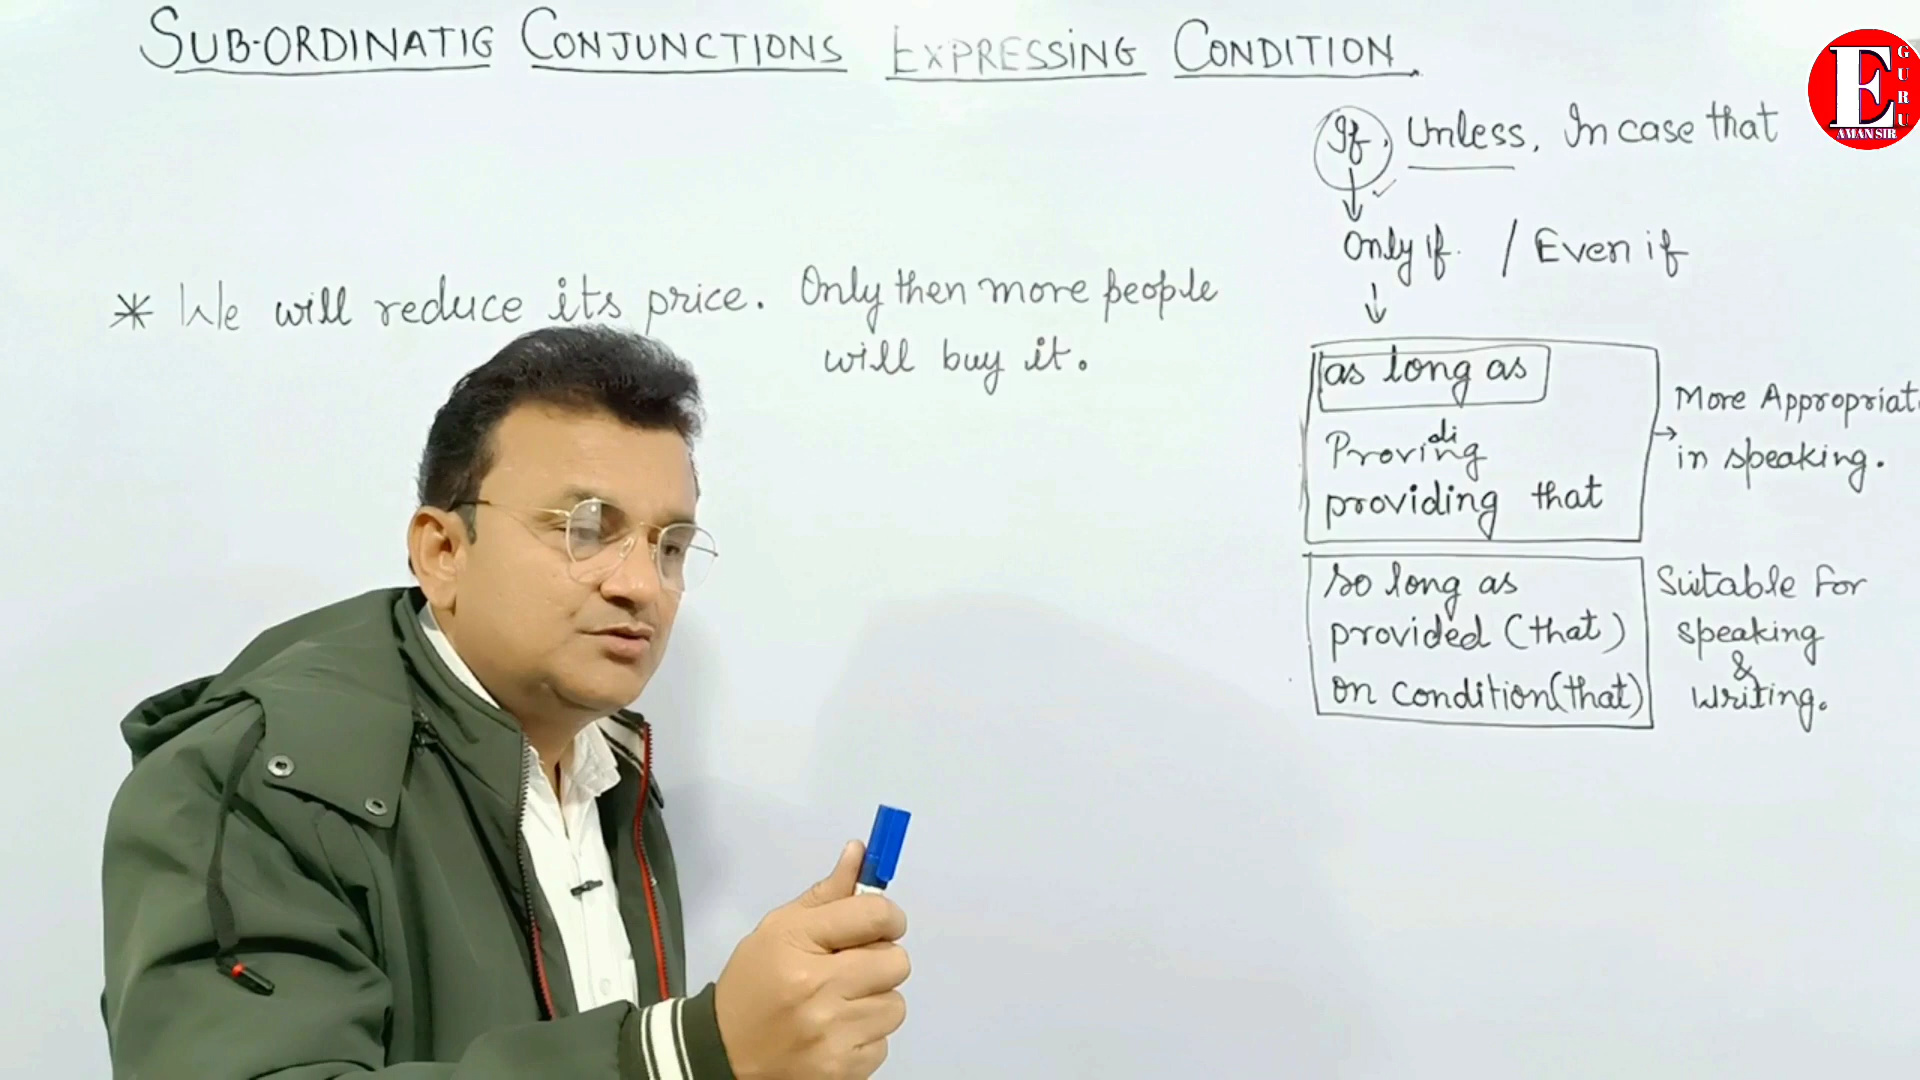 SUB-ORDINATIG CONJUNCTIONS EXPRESSING CONDITION
E GURU
AMAN SIR
If, Unless, In case that
Only if. / Even if
* We will reduce its price. Only then more people
will buy it.
as long as
Providing
providing that
More Appropriat
in speaking.
so long as
provided (that)
on condition (that)
Suitable For
speaking
&
writing.